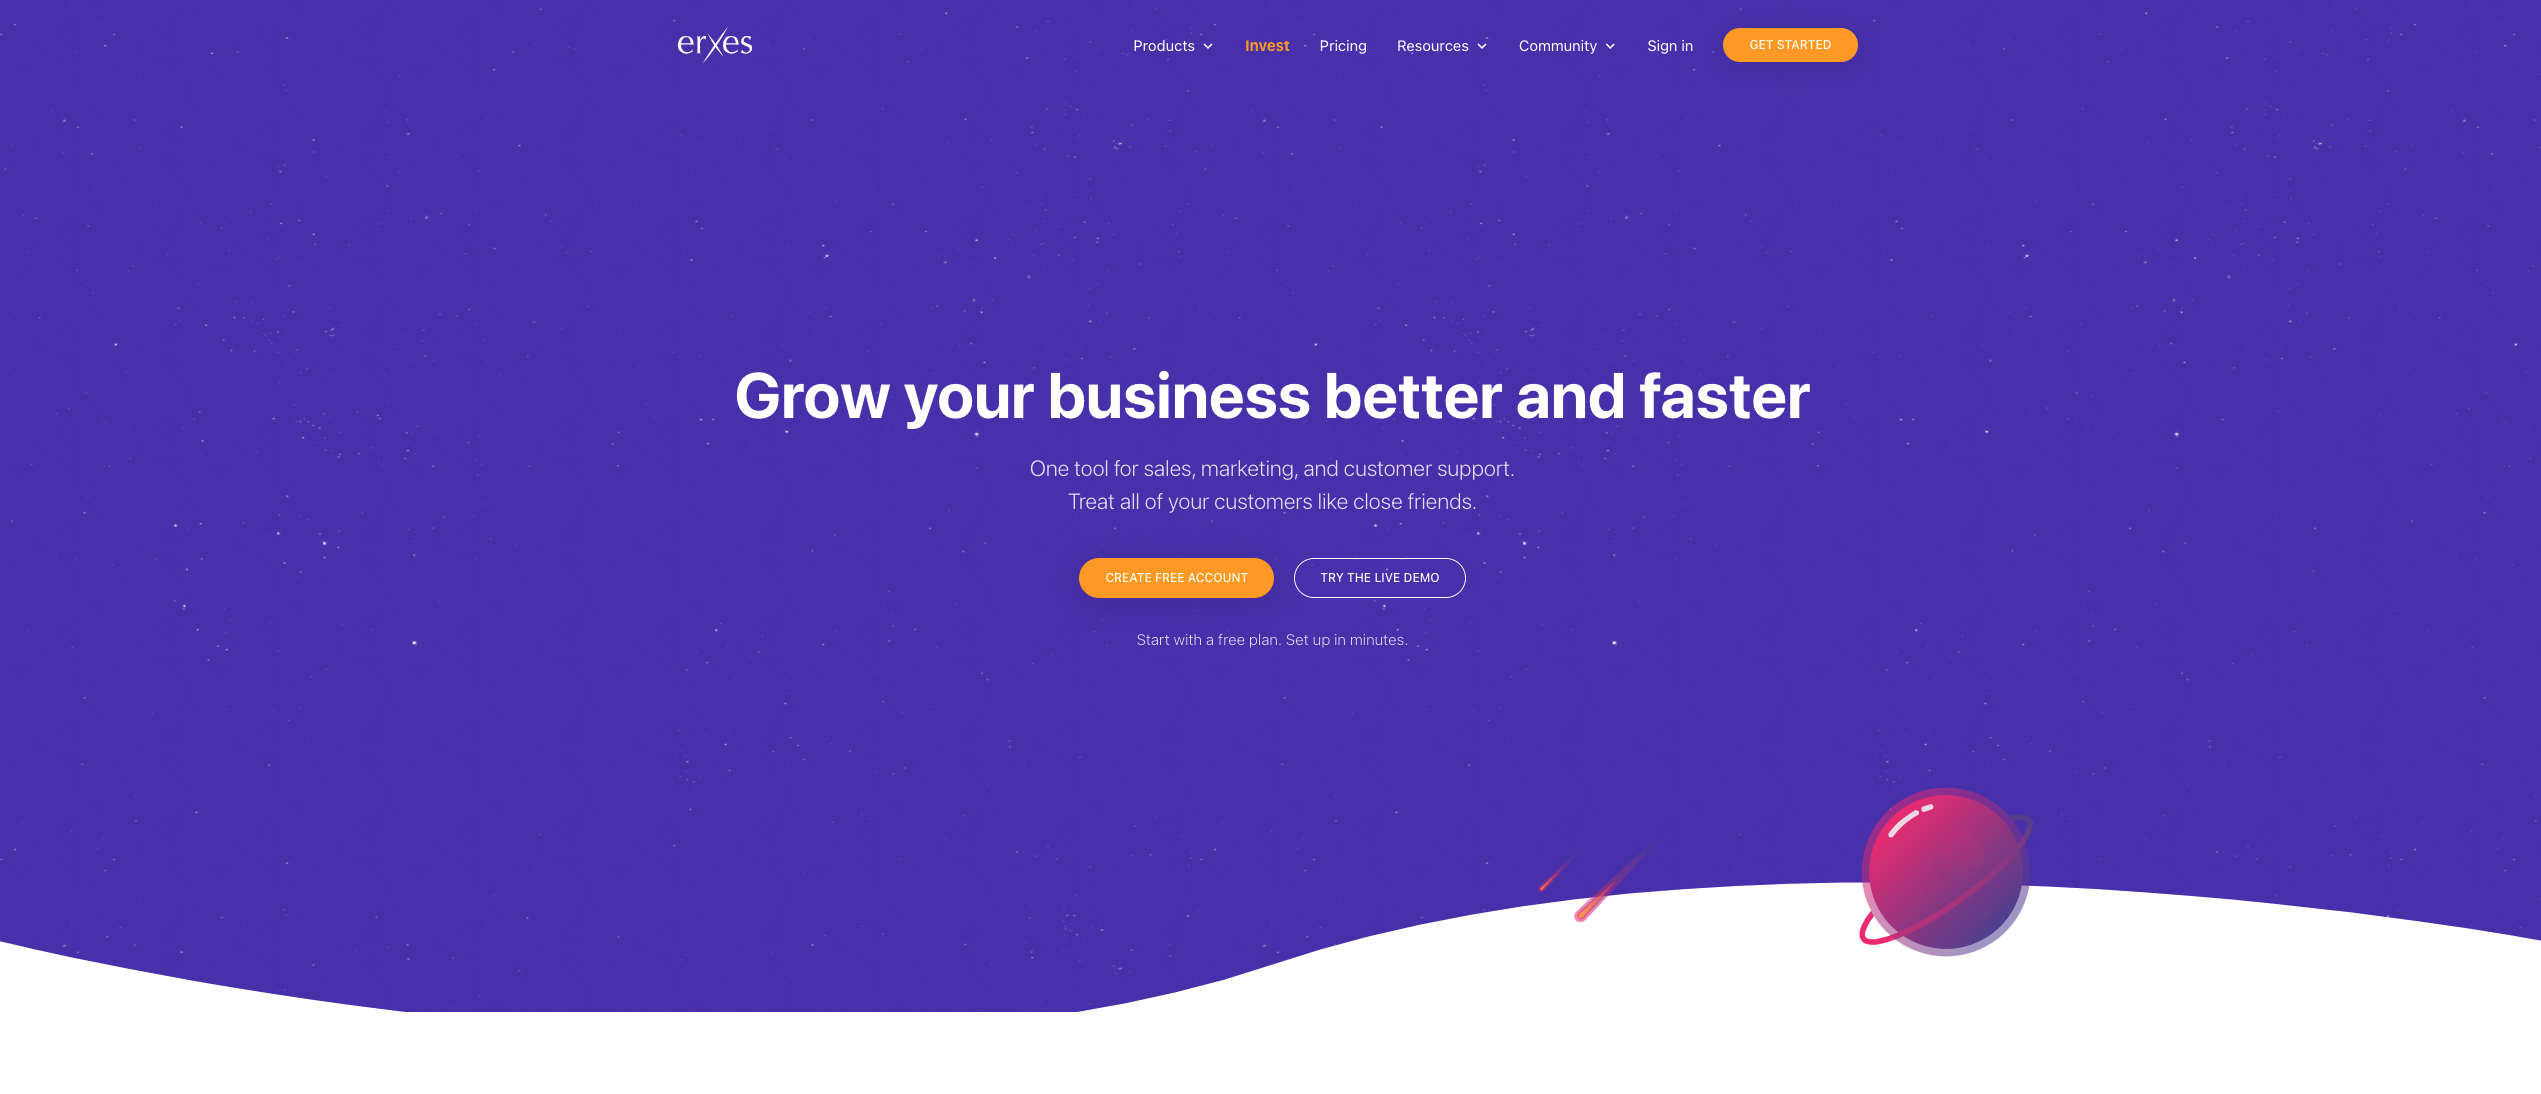 erxes
Products Invest Pricing Resources Community Sign in GET STARTED
Grow your business better and faster
One tool for sales, marketing, and customer support.
Treat all of your customers like close friends.
CREATE FREE ACCOUNT TRY THE LIVE DEMO
Start with a free plan. Set up in minutes.